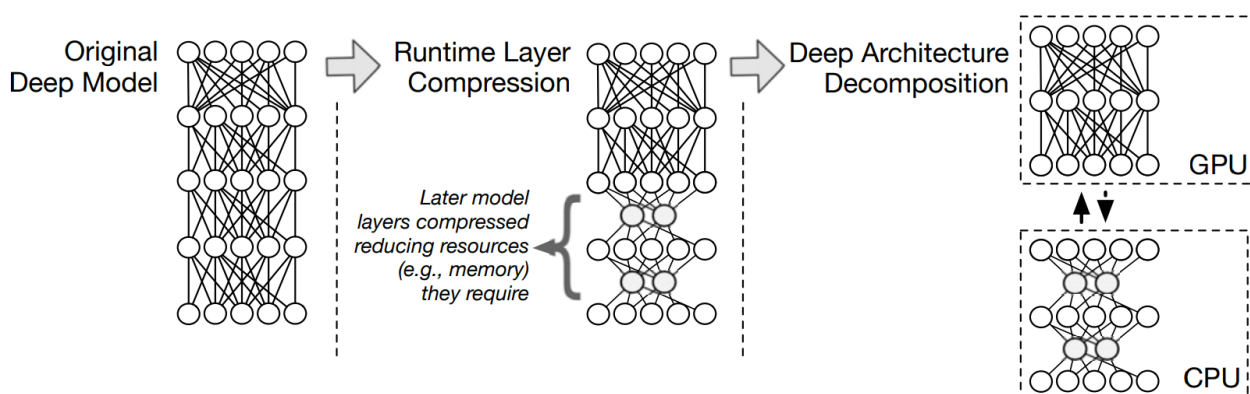 Original
Deep Model
Runtime Layer
Compression
Deep Architecture
Decomposition
Later model
layers compressed
reducing resources
(e.g., memory)
they require
GPU
CPU